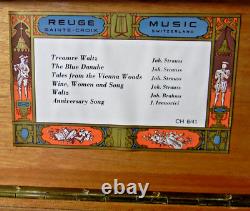 REUGE MUSIC
SAINTE-CROIX SWITZERLAND
Treasure Waltz Joh. Strauss
The Blue Danube Joh. Strauss
Tales from the Vienna Woods Joh. Strauss
Wine, Women and Song Joh. Strauss
Waltz Joh. Brahms
Anniversary Song J. Ivanovici
CH 6/41